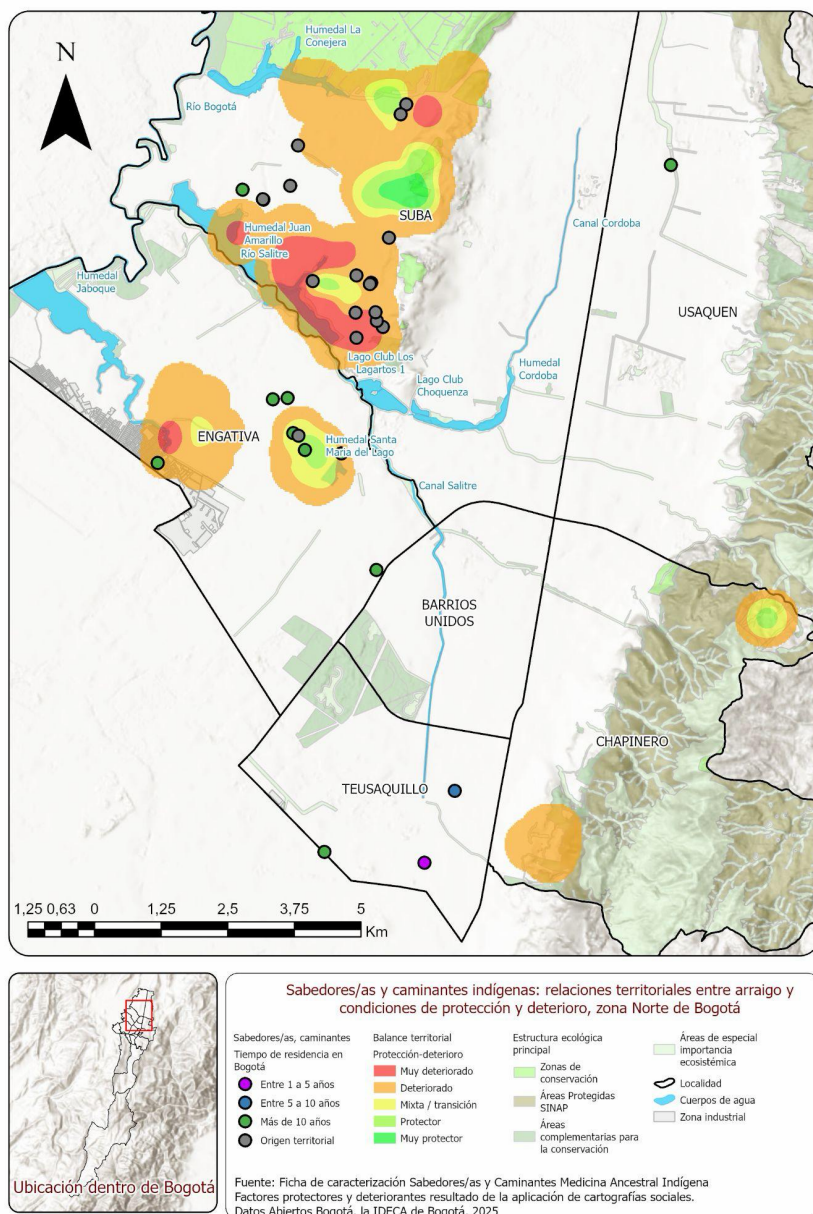 N
Humedal La
Conejera
Río Bogotá
SUBA
Canal Cordoba
Humedal Juan
Amarillo
Río Salitre
Humedal
Jaboque
USAQUEN
Lago Club Los
Lagartos 1
Lago Club
Choquenza
Humedal
Cordoba
ENGATIVA
Humedal Santa
Maria del Lago
Canal Salitre
BARRIOS
UNIDOS
CHAPINERO
TEUSAQUILLO
1,25 0,63 0 1,25 2,5 3,75 5
Km
Ubicación dentro de Bogotá
Sabedores/as y caminantes indígenas: relaciones territoriales entre arraigo y
condiciones de protección y deterioro, zona Norte de Bogotá
Sabedores/as, caminantes
Tiempo de residencia en
Bogotá
Entre 1 a 5 años
Entre 5 a 10 años
Más de 10 años
Origen territorial
Balance territorial
Protección-deterioro
Muy deteriorado
Deteriorado
Mixta / transición
Protector
Muy protector
Estructura ecológica
principal
Zonas de
conservación
Áreas Protegidas
SINAP
Áreas
complementarias para
la conservación
Áreas de especial
importancia
ecosistémica
Localidad
Cuerpos de agua
Zona industrial
Fuente: Ficha de caracterización Sabedores/as y Caminantes Medicina Ancestral Indígena
Factores protectores y deteriorantes resultado de la aplicación de cartografías sociales.
Datos Abiertos Bogotá, la IDECA de Bogotá, 2025